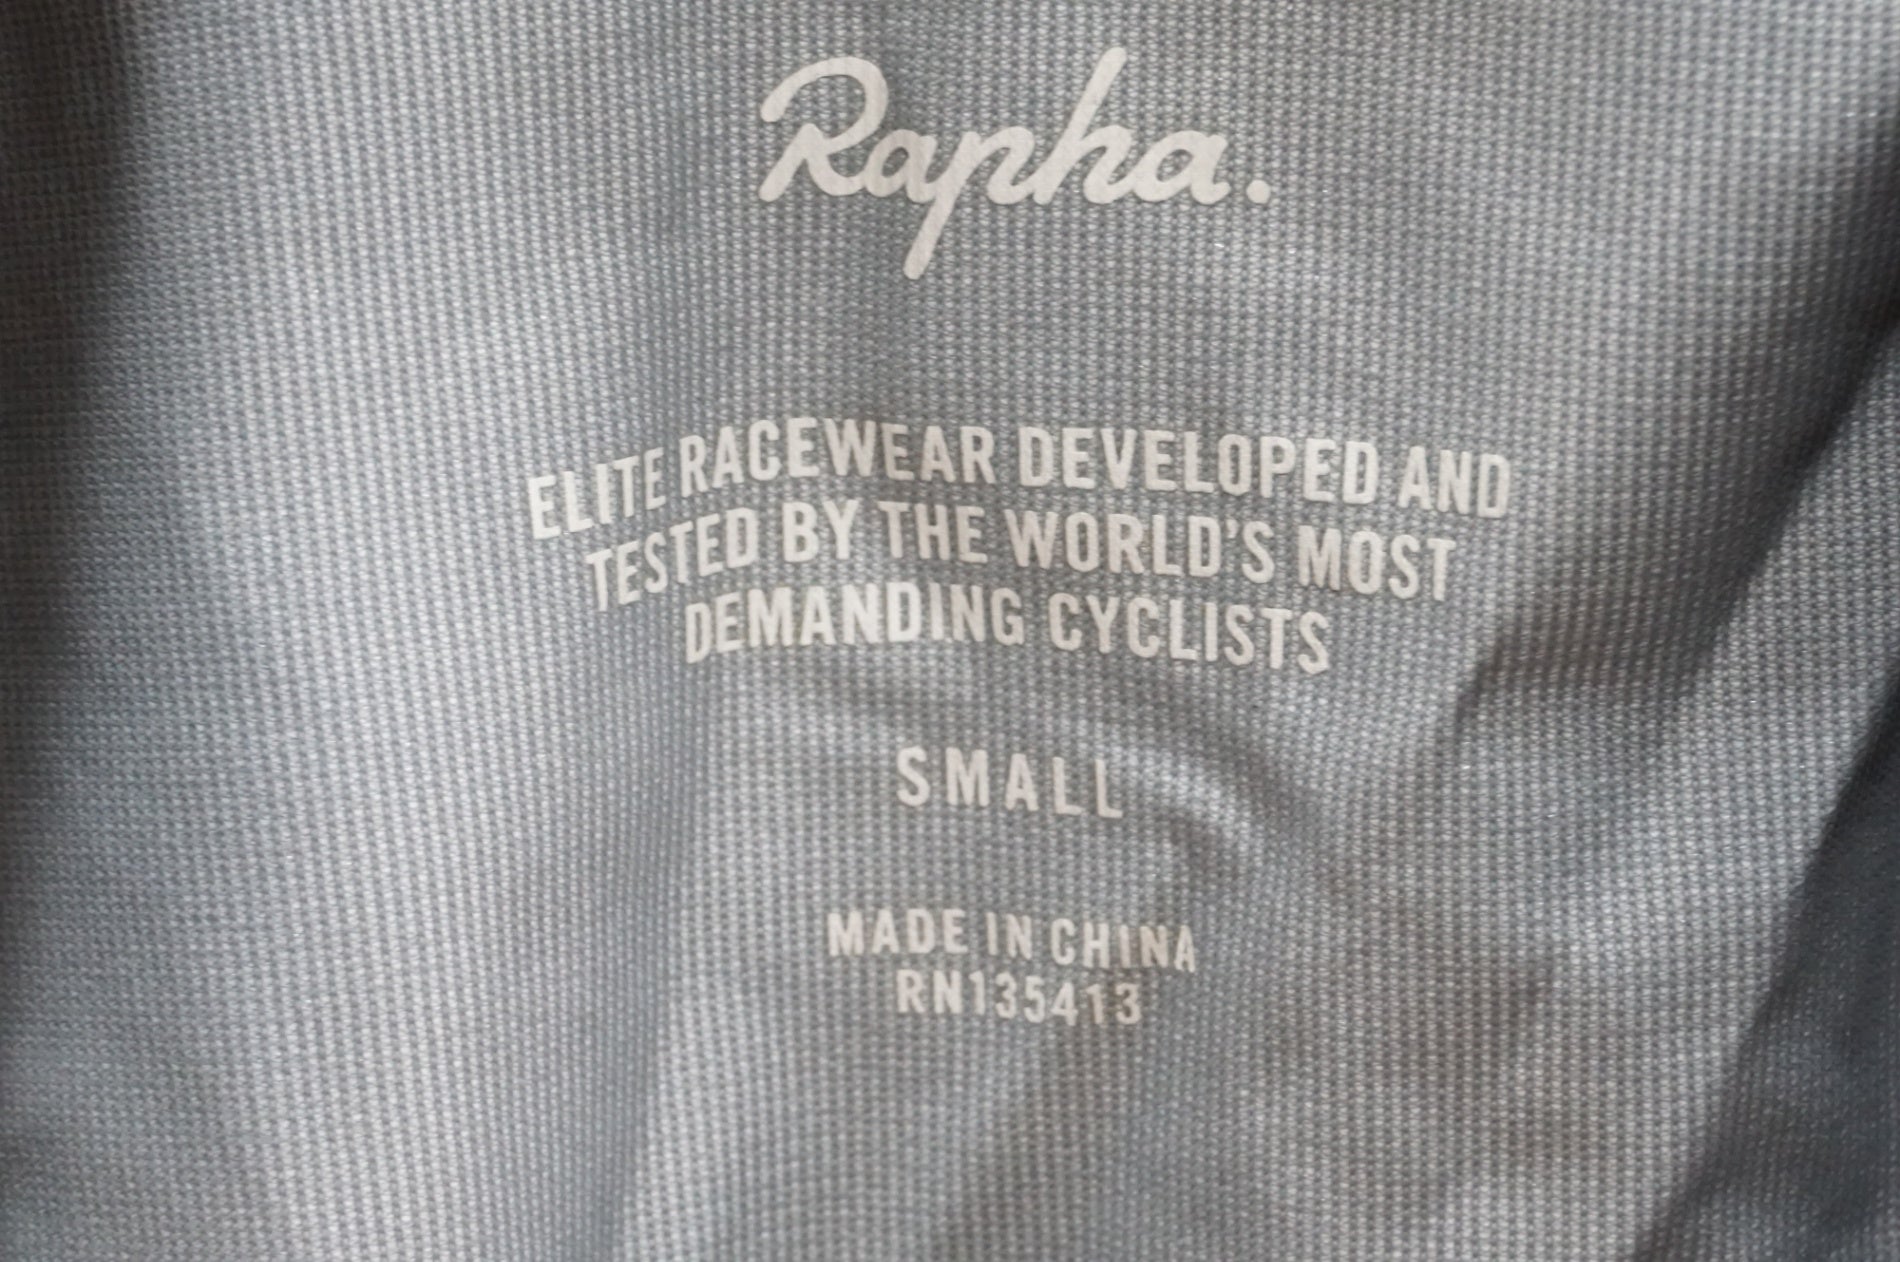 Rapha.
ELITE RACEWEAR DEVELOPED AND
TESTED BY THE WORLD'S MOST
DEMANDING CYCLISTS
SMALL
MADE IN CHINA
RN135413